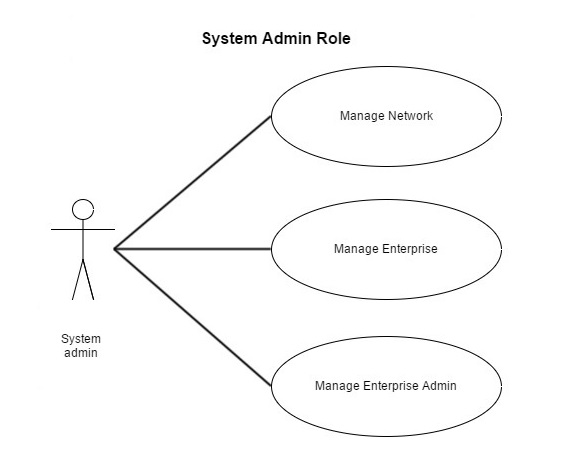 System Admin Role
Manage Network
Manage Enterprise
System
admin
Manage Enterprise Admin